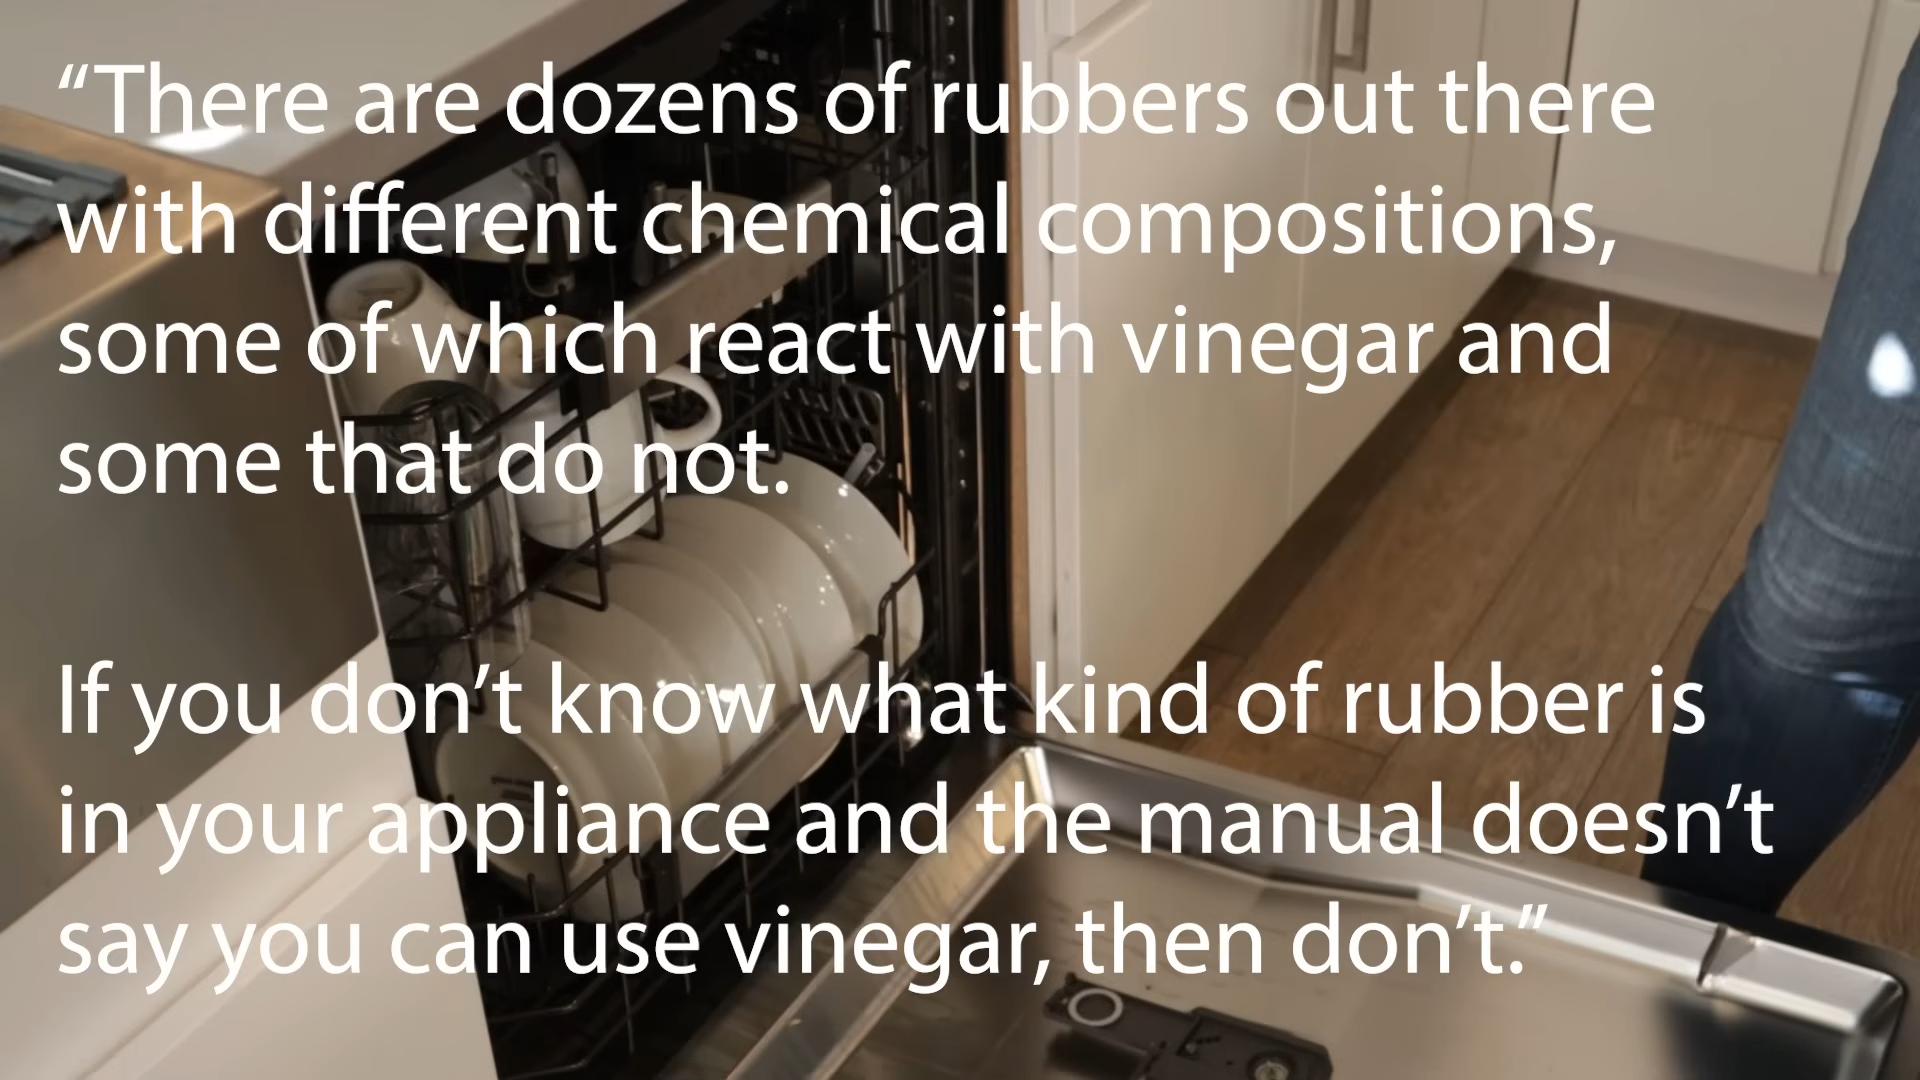 “There are dozens of rubbers out there
with different chemical compositions,
some of which react with vinegar and
some that do not.
If you don’t know what kind of rubber is
in your appliance and the manual doesn’t
say you can use vinegar, then don’t.”